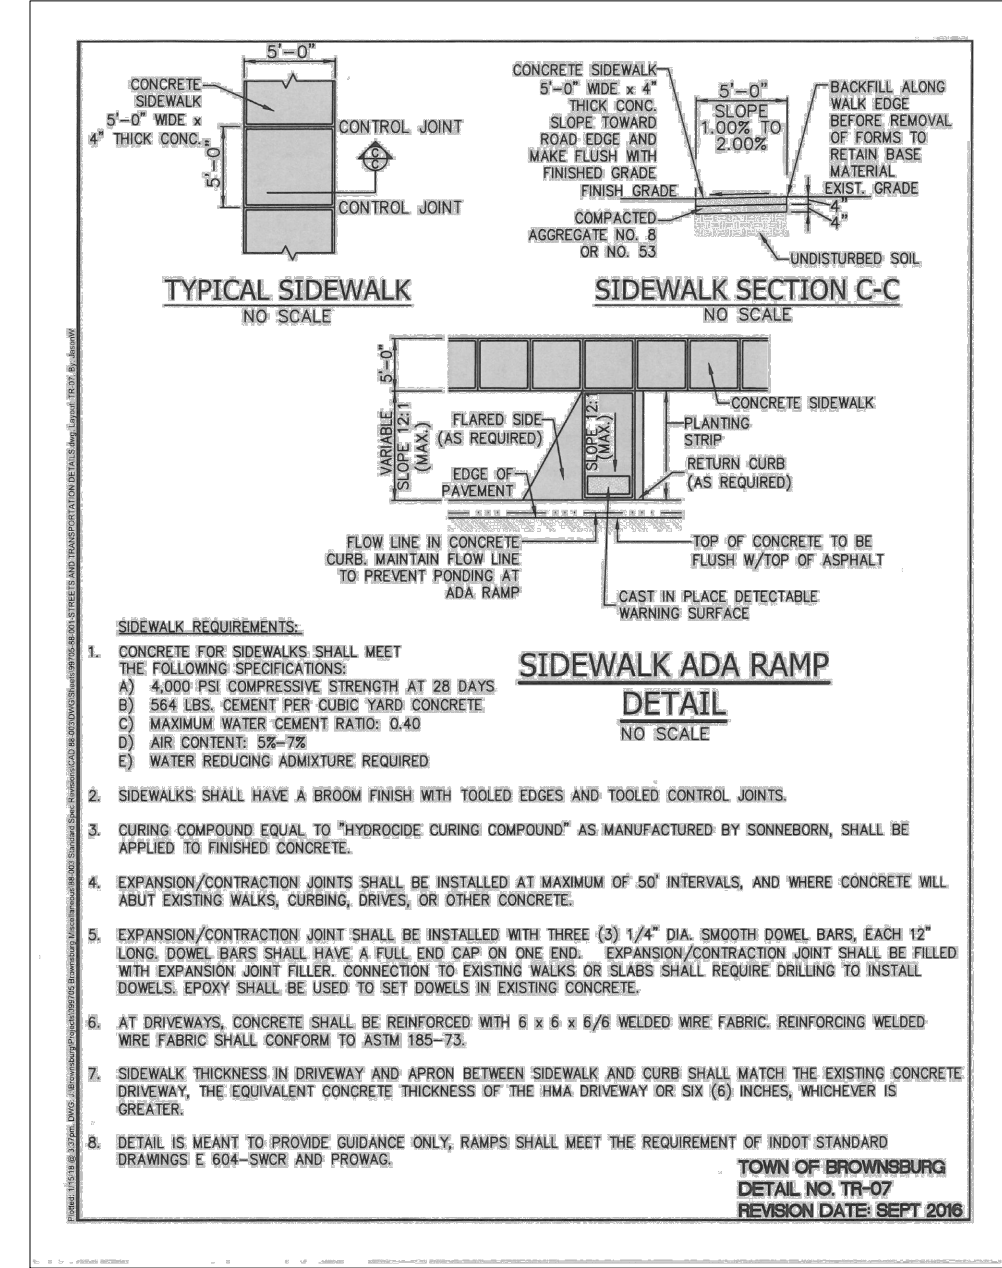 5'-0"
CONCRETE
SIDEWALK
5'-0" WIDE x
4" THICK CONC.
5'-0"
CONTROL JOINT
C
C
CONTROL JOINT
TYPICAL SIDEWALK
NO SCALE
CONCRETE SIDEWALK
5'-0" WIDE x 4"
THICK CONC.
SLOPE TOWARD
ROAD EDGE AND
MAKE FLUSH WITH
FINISHED GRADE
FINISH GRADE
COMPACTED
AGGREGATE NO. 8
OR NO. 53
5'-0"
SLOPE
1.00% TO
2.00%
BACKFILL ALONG
WALK EDGE
BEFORE REMOVAL
OF FORMS TO
RETAIN BASE
MATERIAL
EXIST. GRADE
4"
4"
UNDISTURBED SOIL
SIDEWALK SECTION C-C
NO SCALE
5'-0"
VARIABLE
SLOPE 12:1
(MAX.)
FLARED SIDE
(AS REQUIRED)
EDGE OF
PAVEMENT
SLOPE 12:1
(MAX.)
CONCRETE SIDEWALK
PLANTING
STRIP
RETURN CURB
(AS REQUIRED)
FLOW LINE IN CONCRETE
CURB. MAINTAIN FLOW LINE
TO PREVENT PONDING AT
ADA RAMP
TOP OF CONCRETE TO BE
FLUSH W/TOP OF ASPHALT
CAST IN PLACE DETECTABLE
WARNING SURFACE
SIDEWALK ADA RAMP
DETAIL
NO SCALE
SIDEWALK REQUIREMENTS:
1. CONCRETE FOR SIDEWALKS SHALL MEET
THE FOLLOWING SPECIFICATIONS:
A) 4,000 PSI COMPRESSIVE STRENGTH AT 28 DAYS
B) 564 LBS. CEMENT PER CUBIC YARD CONCRETE
C) MAXIMUM WATER CEMENT RATIO: 0.40
D) AIR CONTENT: 5%-7%
E) WATER REDUCING ADMIXTURE REQUIRED
2. SIDEWALKS SHALL HAVE A BROOM FINISH WITH TOOLED EDGES AND TOOLED CONTROL JOINTS.
3. CURING COMPOUND EQUAL TO "HYDROCIDE CURING COMPOUND" AS MANUFACTURED BY SONNEBORN, SHALL BE
APPLIED TO FINISHED CONCRETE.
4. EXPANSION/CONTRACTION JOINTS SHALL BE INSTALLED AT MAXIMUM OF 50' INTERVALS, AND WHERE CONCRETE WILL
ABUT EXISTING WALKS, CURBING, DRIVES, OR OTHER CONCRETE.
5. EXPANSION/CONTRACTION JOINT SHALL BE INSTALLED WITH THREE (3) 1/4" DIA. SMOOTH DOWEL BARS, EACH 12"
LONG. DOWEL BARS SHALL HAVE A FULL END CAP ON ONE END. EXPANSION/CONTRACTION JOINT SHALL BE FILLED
WITH EXPANSION JOINT FILLER. CONNECTION TO EXISTING WALKS OR SLABS SHALL REQUIRE DRILLING TO INSTALL
DOWELS. EPOXY SHALL BE USED TO SET DOWELS IN EXISTING CONCRETE.
6. AT DRIVEWAYS, CONCRETE SHALL BE REINFORCED WITH 6 x 6 x 6/6 WELDED WIRE FABRIC. REINFORCING WELDED
WIRE FABRIC SHALL CONFORM TO ASTM 185-73.
7. SIDEWALK THICKNESS IN DRIVEWAY AND APRON BETWEEN SIDEWALK AND CURB SHALL MATCH THE EXISTING CONCRETE
DRIVEWAY, THE EQUIVALENT CONCRETE THICKNESS OF THE HMA DRIVEWAY OR SIX (6) INCHES, WHICHEVER IS
GREATER.
8. DETAIL IS MEANT TO PROVIDE GUIDANCE ONLY, RAMPS SHALL MEET THE REQUIREMENT OF INDOT STANDARD
DRAWINGS E 604-SWCR AND PROWAG.
TOWN OF BROWNSBURG
DETAIL NO. TR-07
REVISION DATE: SEPT 2016